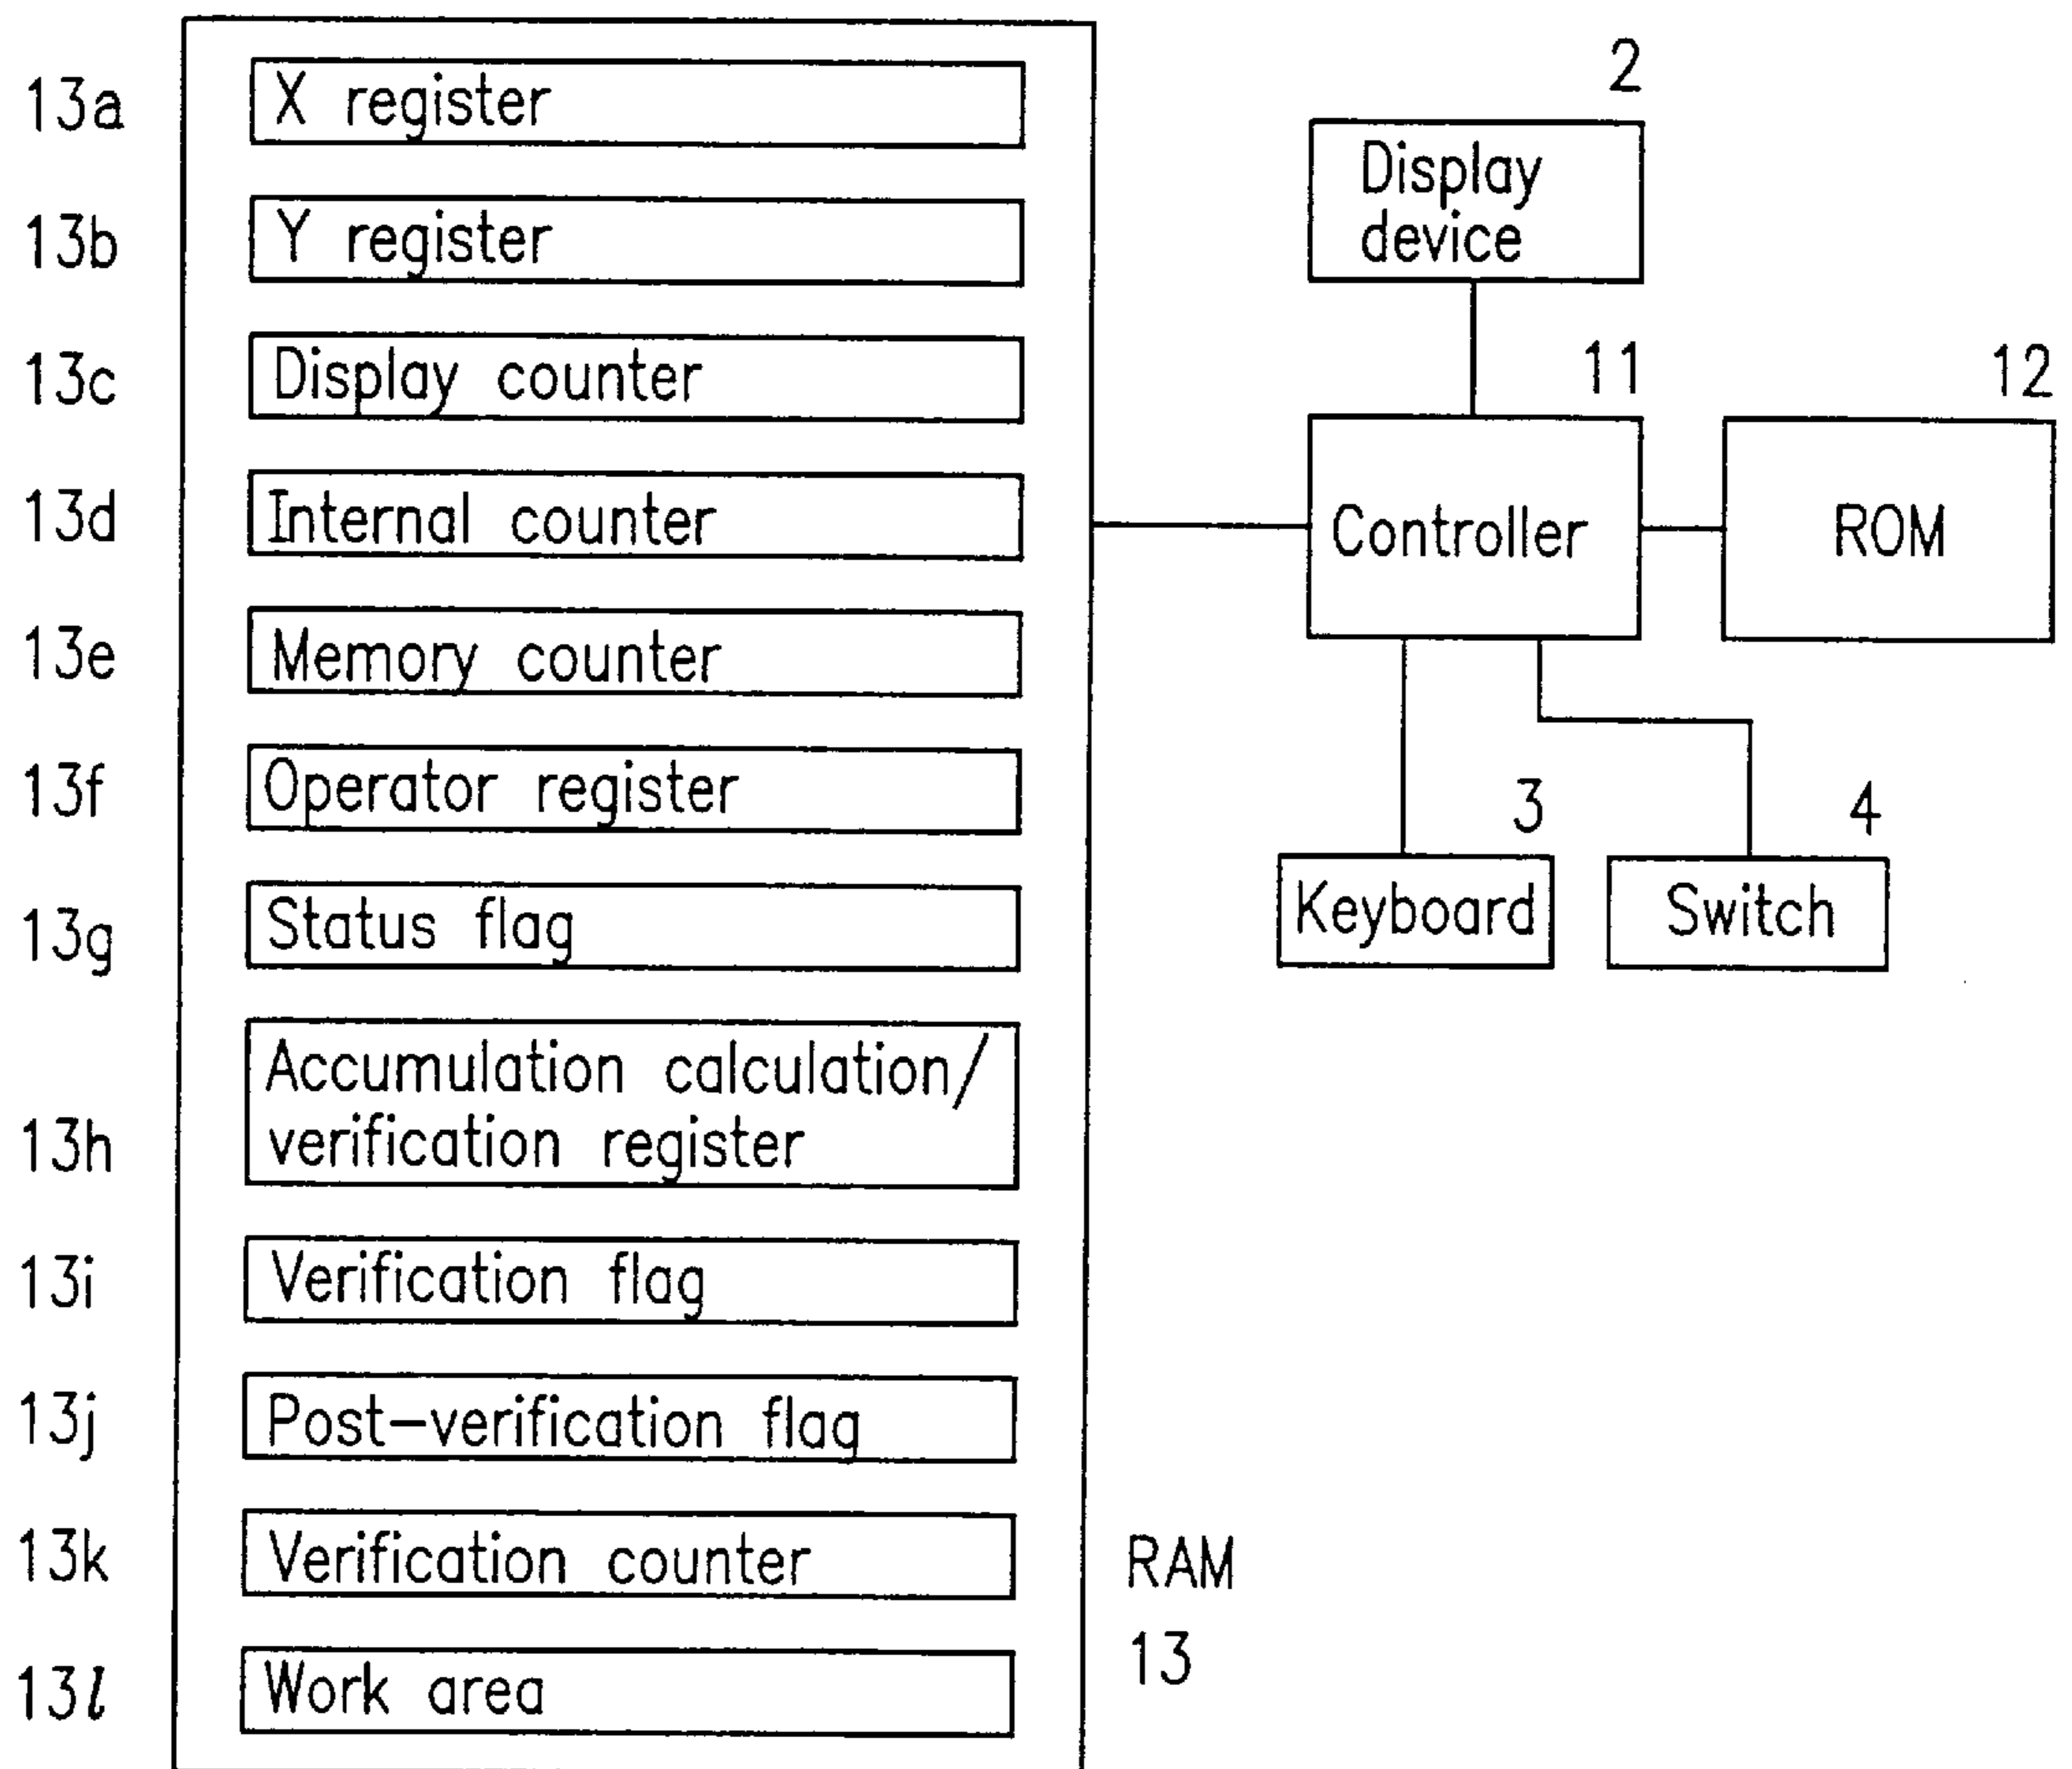 13a
X register
13b
Y register
13c
Display counter
13d
Internal counter
13e
Memory counter
13f
Operator register
13g
Status flag
13h
Accumulation calculation/
verification register
13i
Verification flag
13j
Post-verification flag
13k
Verification counter
13l
Work area
RAM
13
2
Display
device
11
Controller
12
ROM
3
Keyboard
4
Switch